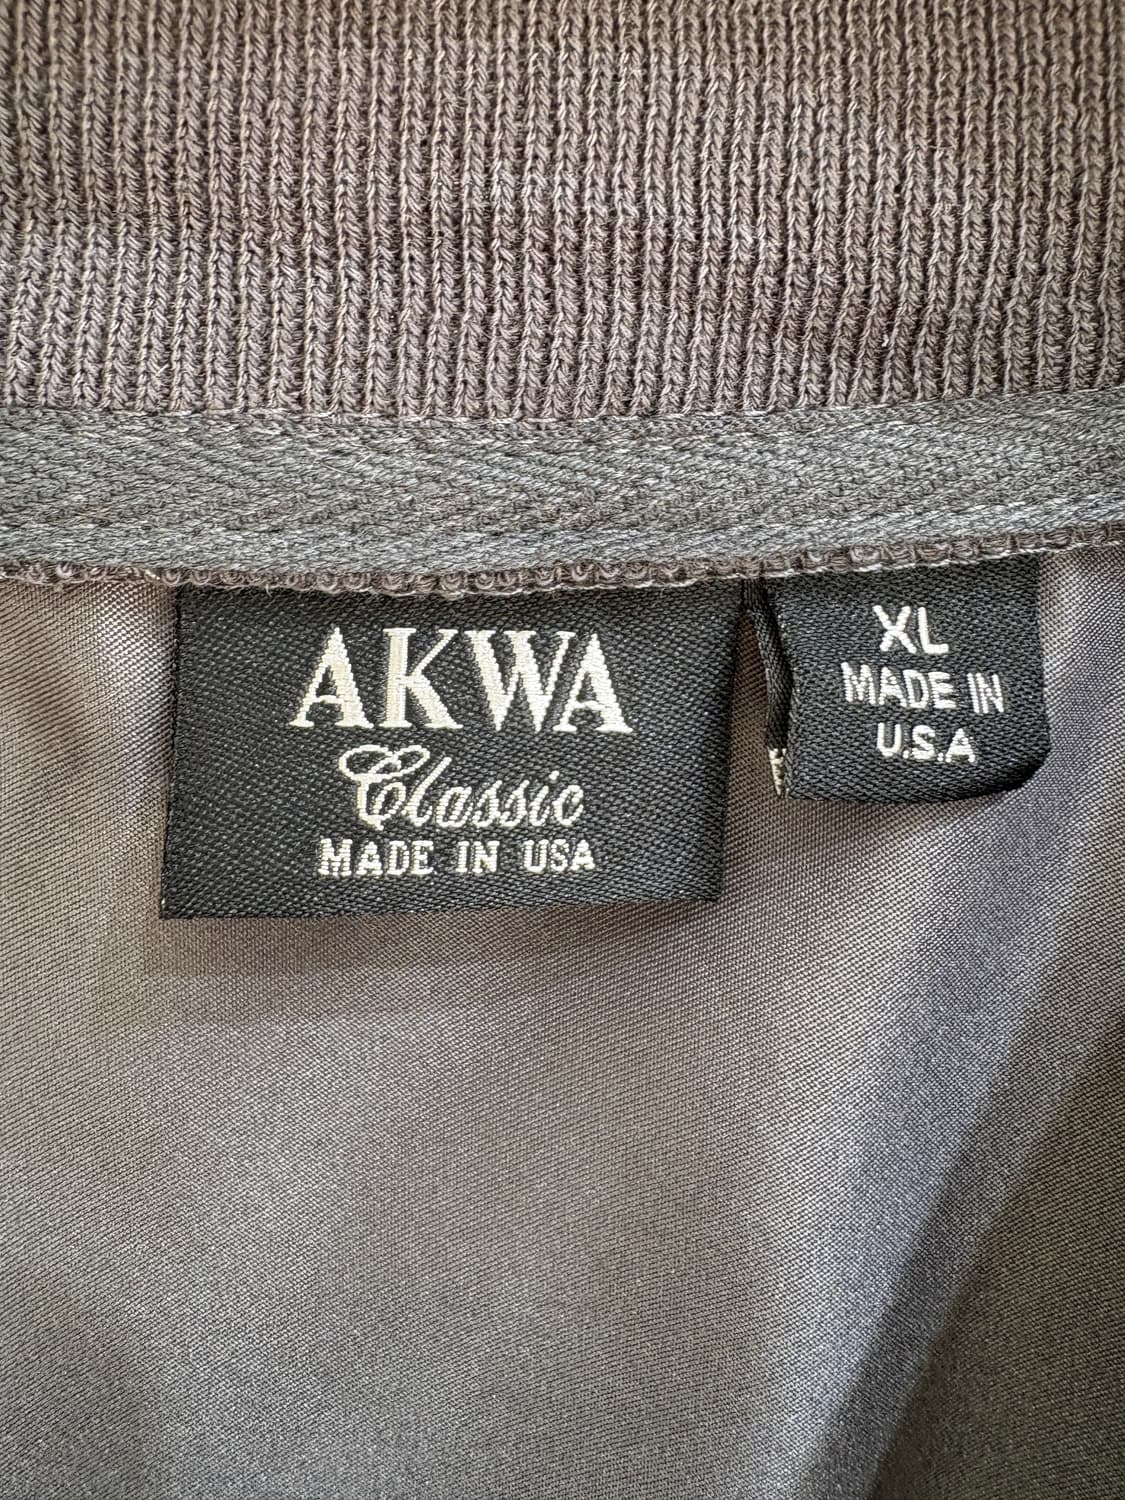 AKWA
Classic
MADE IN USA
XL
MADE IN
U.S.A